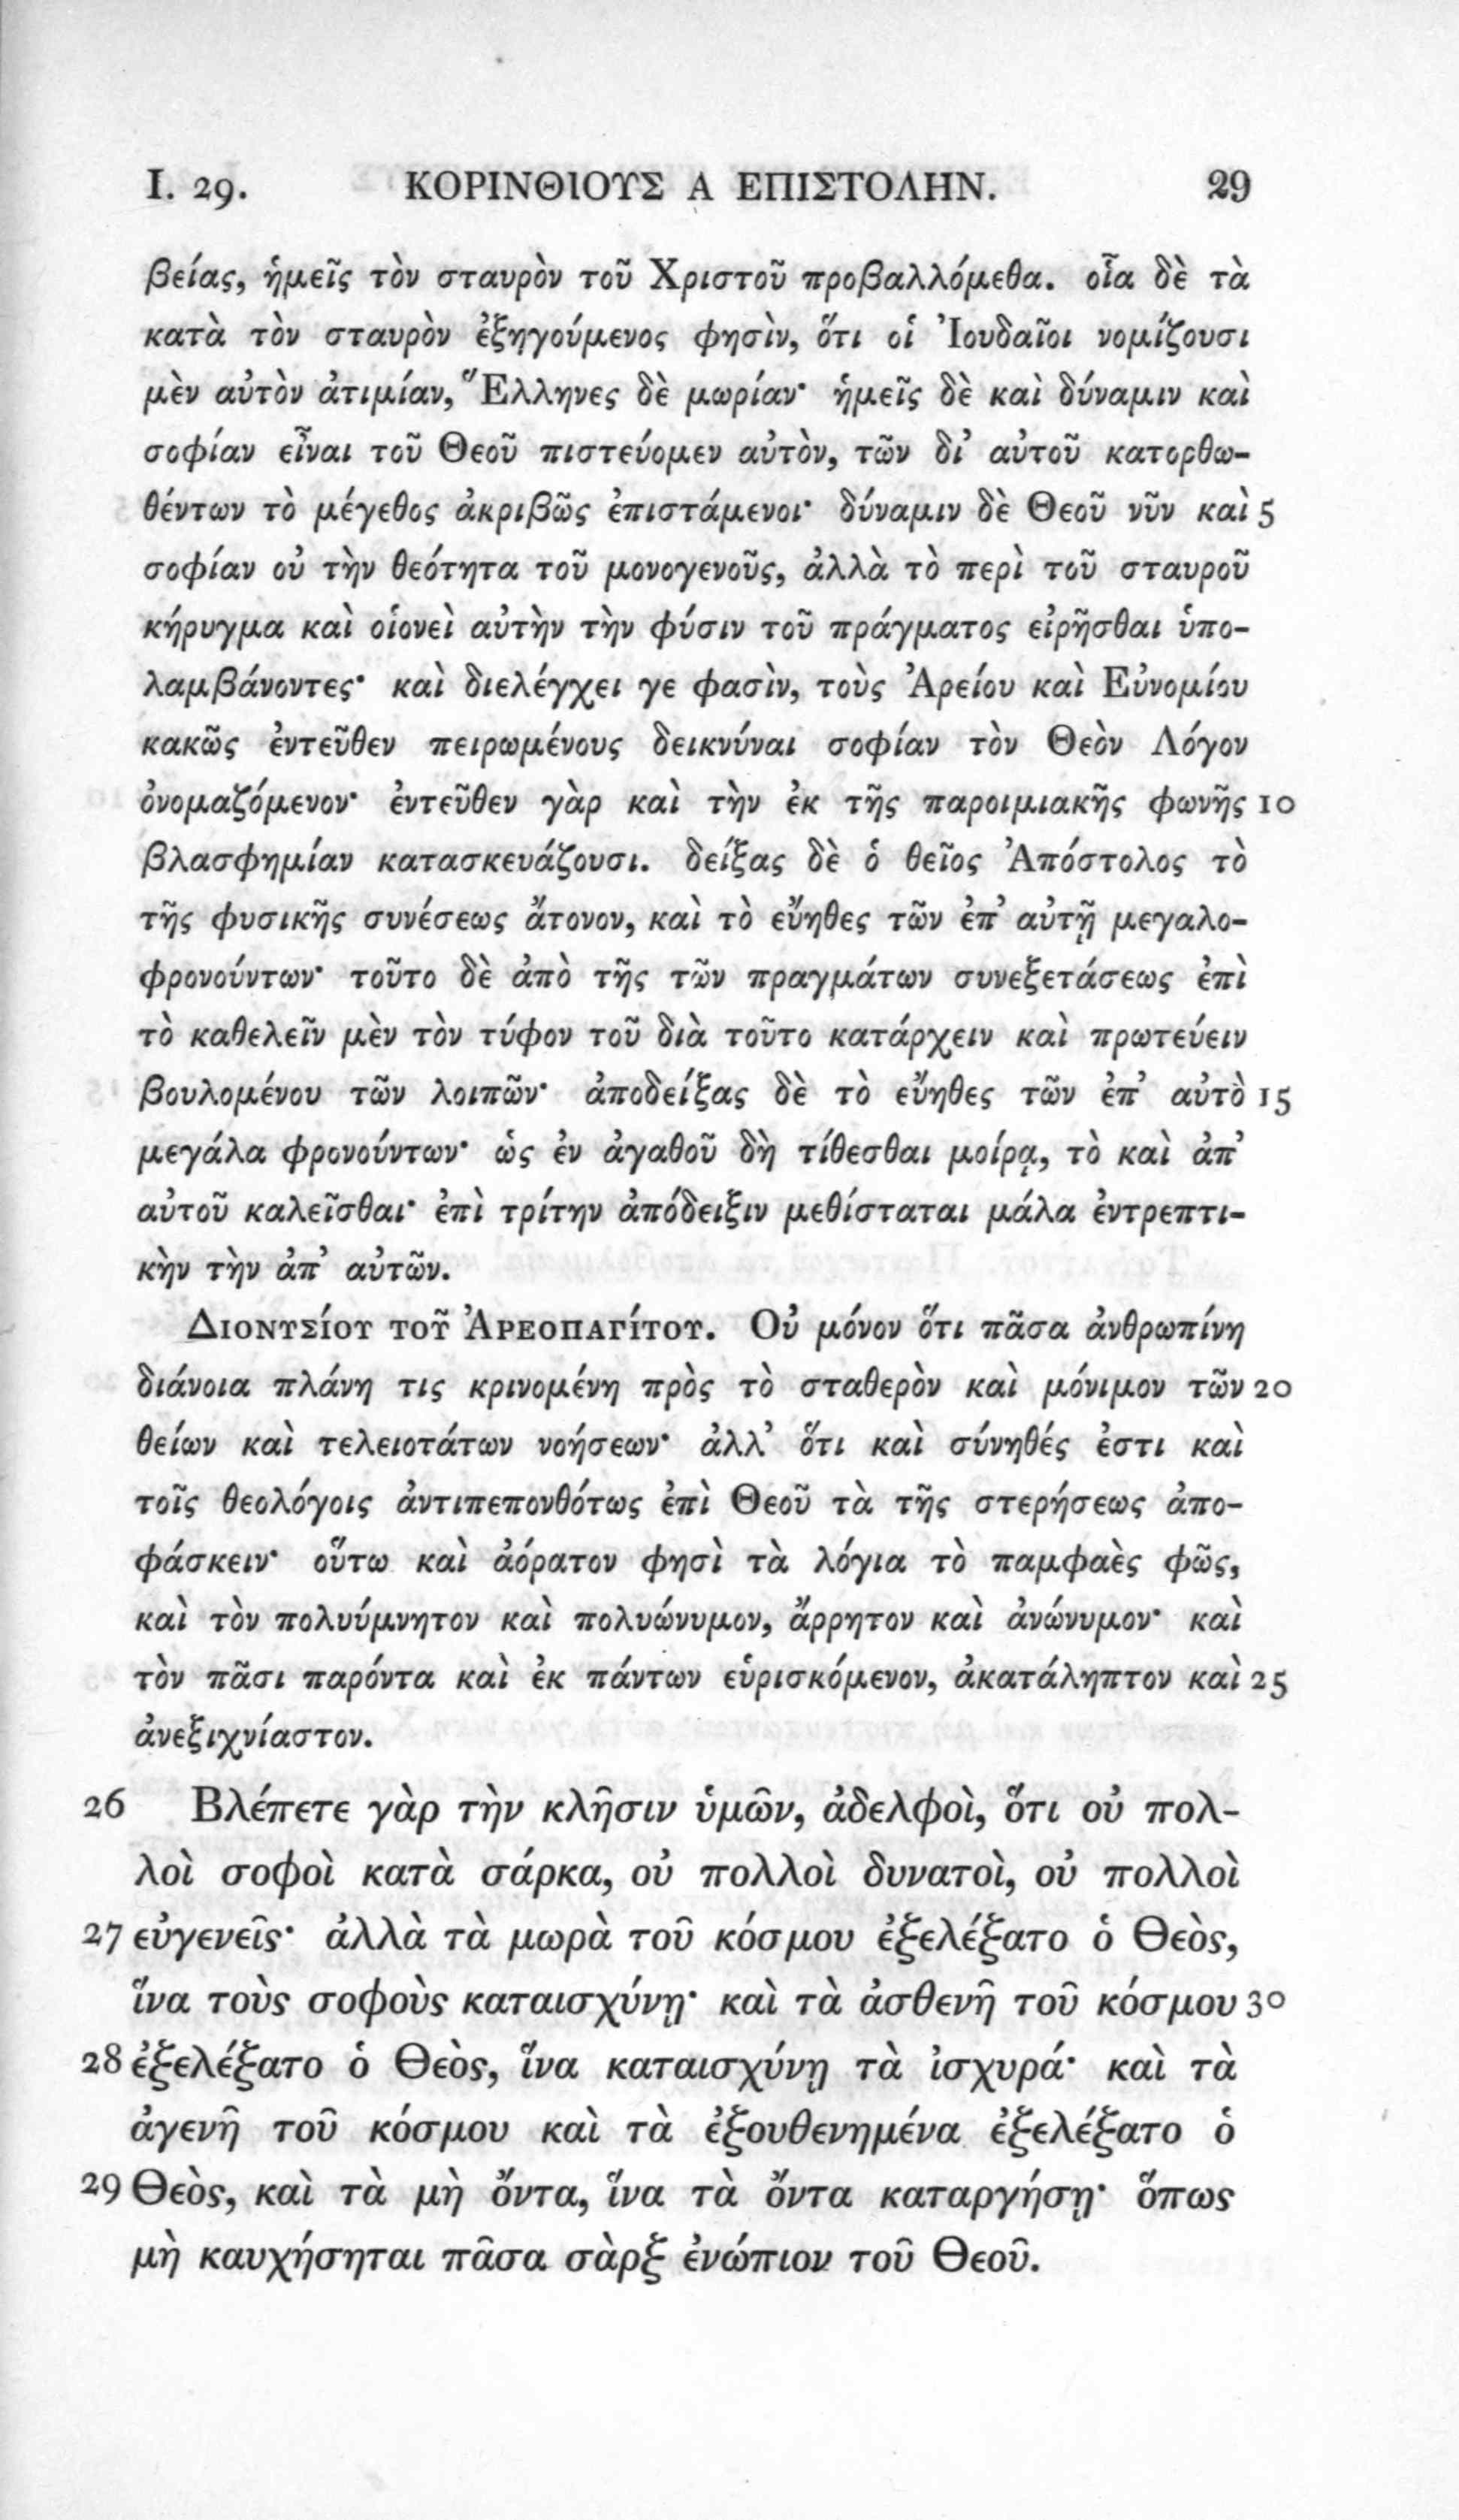 I. 29. ΚΟΡΙΝΘΙΟΥΣ Α ΕΠΙΣΤΟΛΗΝ. 29
βείας, ἡμεῖς τὸν σταυρὸν τοῦ Χριστοῦ προβαλλόμεθα. οἷα δὲ τὰ
κατὰ τὸν σταυρὸν ἐξηγούμενος φησὶν, ὅτι οἱ Ἰουδαῖοι νομίζουσι
μὲν αὐτὸν ἀτιμίαν, Ἕλληνες δὲ μωρίαν· ἡμεῖς δὲ καὶ δύναμιν καὶ
σοφίαν εἶναι τοῦ Θεοῦ πιστεύομεν αὐτὸν, τῶν δι’ αὐτοῦ κατορθω-
θέντων τὸ μέγεθος ἀκριβῶς ἐπιστάμενοι· δύναμιν δὲ Θεοῦ νῦν καὶ 5
σοφίαν οὐ τὴν θεότητα τοῦ μονογενοῦς, ἀλλὰ τὸ περὶ τοῦ σταυροῦ
κήρυγμα καὶ οἱονεὶ αὐτὴν τὴν φύσιν τοῦ πράγματος εἰρῆσθαι ὑπο-
λαμβάνοντες· καὶ διελέγχει γε φασὶν, τοὺς Ἀρείου καὶ Εὐνομίου
κακῶς ἐντεῦθεν πειρωμένους δεικνύναι σοφίαν τὸν Θεὸν Λόγον
ὀνομαζόμενον· ἐντεῦθεν γὰρ καὶ τὴν ἐκ τῆς παροιμιακῆς φωνῆς 10
βλασφημίαν κατασκευάζουσι. δείξας δὲ ὁ θεῖος Ἀπόστολος τὸ
τῆς φυσικῆς συνέσεως ἄτονον, καὶ τὸ εὔηθες τῶν ἐπ’ αὐτῇ μεγαλο-
φρονούντων· τοῦτο δὲ ἀπὸ τῆς τῶν πραγμάτων συνεξετάσεως ἐπὶ
τὸ καθελεῖν μὲν τὸν τύφον τοῦ διὰ τοῦτο κατάρχειν καὶ πρωτεύειν
βουλομένου τῶν λοιπῶν· ἀποδείξας δὲ τὸ εὔηθες τῶν ἐπ’ αὐτὸ 15
μεγάλα φρονούντων· ὡς ἐν ἀγαθοῦ δὴ τίθεσθαι μοίρᾳ, τὸ καὶ ἀπ’
αὐτοῦ καλεῖσθαι· ἐπὶ τρίτην ἀπόδειξιν μεθίσταται μάλα ἐντρεπτι-
κὴν τὴν ἀπ’ αὐτῶν.
Διονυσίου τοῦ Ἀρεοπαγίτου. Οὐ μόνον ὅτι πᾶσα ἀνθρωπίνη
διάνοια πλάνη τις κρινομένη πρὸς τὸ σταθερὸν καὶ μόνιμον τῶν 20
θείων καὶ τελειοτάτων νοήσεων· ἀλλ’ ὅτι καὶ σύνηθές ἐστι καὶ
τοῖς θεολόγοις ἀντιπεπονθότως ἐπὶ Θεοῦ τὰ τῆς στερήσεως ἀπο-
φάσκειν· οὕτω καὶ ἀόρατον φησὶ τὰ λόγια τὸ παμφαὲς φῶς,
καὶ τὸν πολυύμνητον καὶ πολυώνυμον, ἄρρητον καὶ ἀνώνυμον· καὶ
τὸν πᾶσι παρόντα καὶ ἐκ πάντων εὑρισκόμενον, ἀκατάληπτον καὶ 25
ἀνεξιχνίαστον.
26 Βλέπετε γὰρ τὴν κλῆσιν ὑμῶν, ἀδελφοὶ, ὅτι οὐ πολ-
λοὶ σοφοὶ κατὰ σάρκα, οὐ πολλοὶ δυνατοὶ, οὐ πολλοὶ
27 εὐγενεῖς· ἀλλὰ τὰ μωρὰ τοῦ κόσμου ἐξελέξατο ὁ Θεὸς,
ἵνα τοὺς σοφοὺς καταισχύνῃ· καὶ τὰ ἀσθενῆ τοῦ κόσμου 30
28 ἐξελέξατο ὁ Θεὸς, ἵνα καταισχύνῃ τὰ ἰσχυρά· καὶ τὰ
ἀγενῆ τοῦ κόσμου καὶ τὰ ἐξουθενημένα ἐξελέξατο ὁ
29 Θεὸς, καὶ τὰ μὴ ὄντα, ἵνα τὰ ὄντα καταργήσῃ· ὅπως
μὴ καυχήσηται πᾶσα σὰρξ ἐνώπιον τοῦ Θεοῦ.